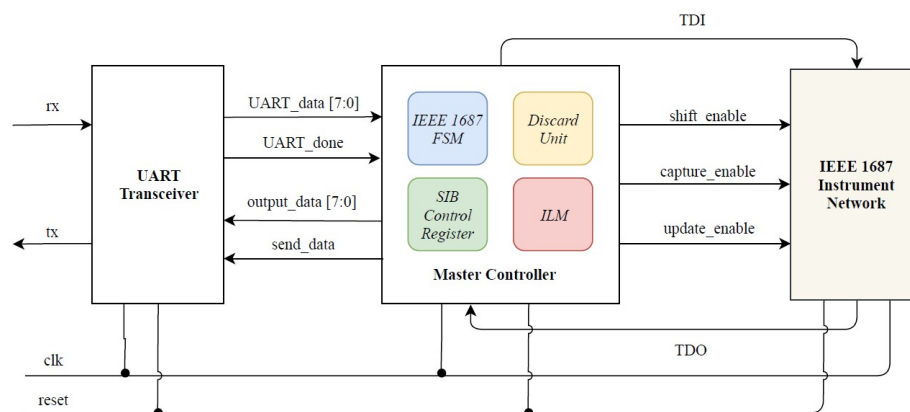 TDI
rx
UART_data [7:0]
IEEE 1687
FSM
Discard
Unit
shift_enable
UART_done
UART
Transceiver
IEEE 1687
Instrument
Network
capture_enable
output_data [7:0]
SIB
Control
Register
ILM
tx
send_data
update_enable
Master Controller
TDO
clk
reset